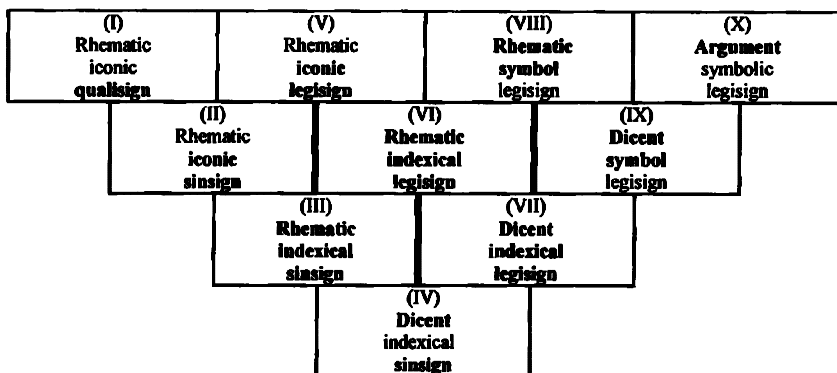 (I)
Rhematic
iconic
qualisign
(V)
Rhematic
iconic
legisign
(VIII)
Rhematic
symbol
legisign
(X)
Argument
symbolic
legisign
(II)
Rhematic
iconic
sinsign
(VI)
Rhematic
indexical
legisign
(IX)
Dicent
symbol
legisign
(III)
Rhematic
indexical
sinsign
(VII)
Dicent
indexical
legisign
(IV)
Dicent
indexical
sinsign